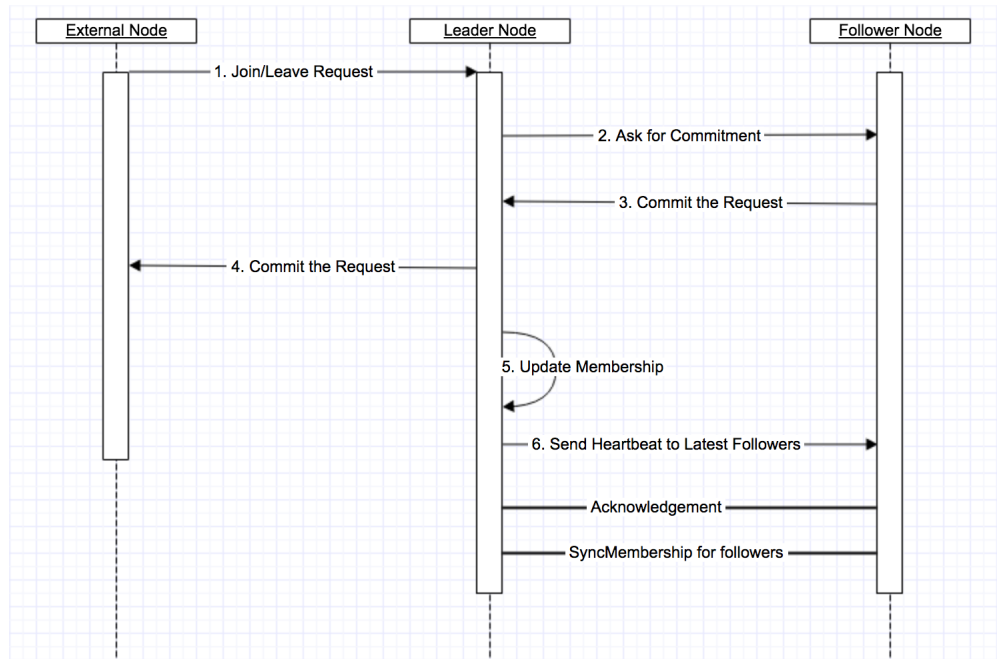 External Node
Leader Node
Follower Node
1. Join/Leave Request
2. Ask for Commitment
3. Commit the Request
4. Commit the Request
5. Update Membership
6. Send Heartbeat to Latest Followers
Acknowledgement
SyncMembership for followers